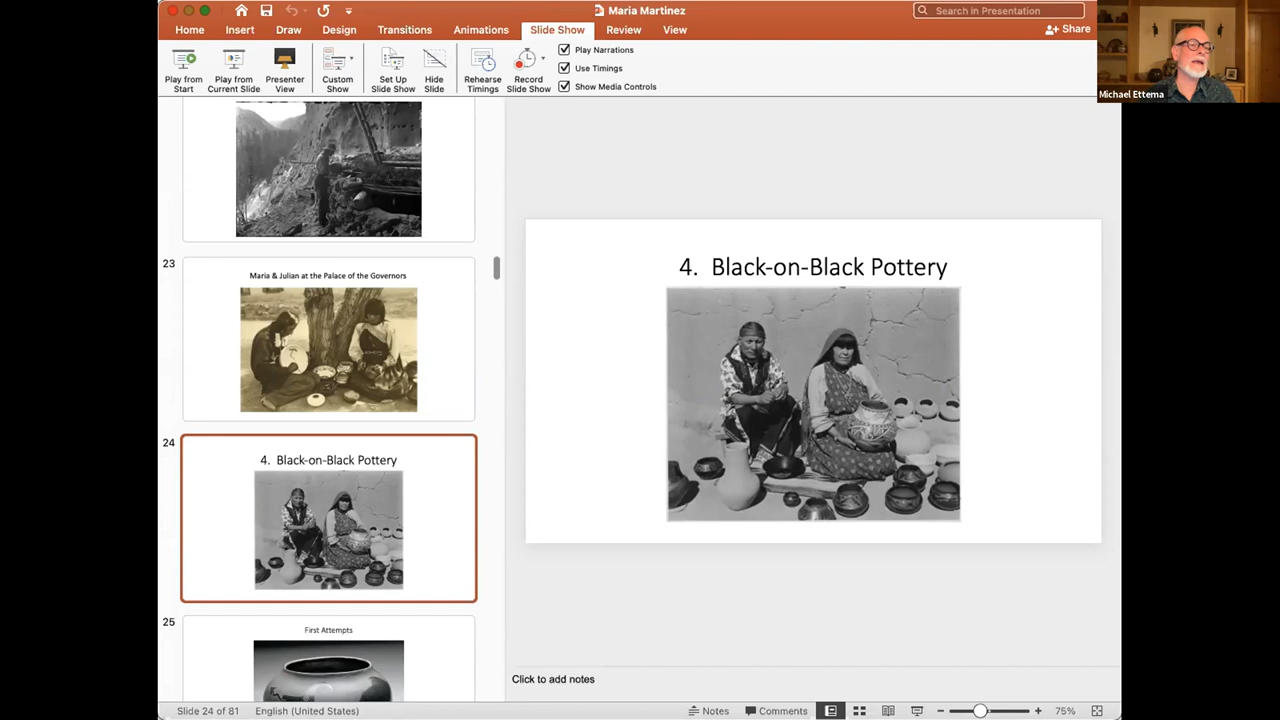 Maria Martinez
Search in Presentation
Home Insert Draw Design Transitions Animations Slide Show Review View
Share
Play from Start
Play from Current Slide
Presenter View
Custom Show
Set Up Slide Show
Hide Slide
Rehearse Timings
Record Slide Show
Play Narrations
Use Timings
Show Media Controls
Michael Ettema
23
Maria & Julian at the Palace of the Governors
24
4. Black-on-Black Pottery
25
First Attempts
4. Black-on-Black Pottery
Click to add notes
Slide 24 of 81
English (United States)
Notes
Comments
75%